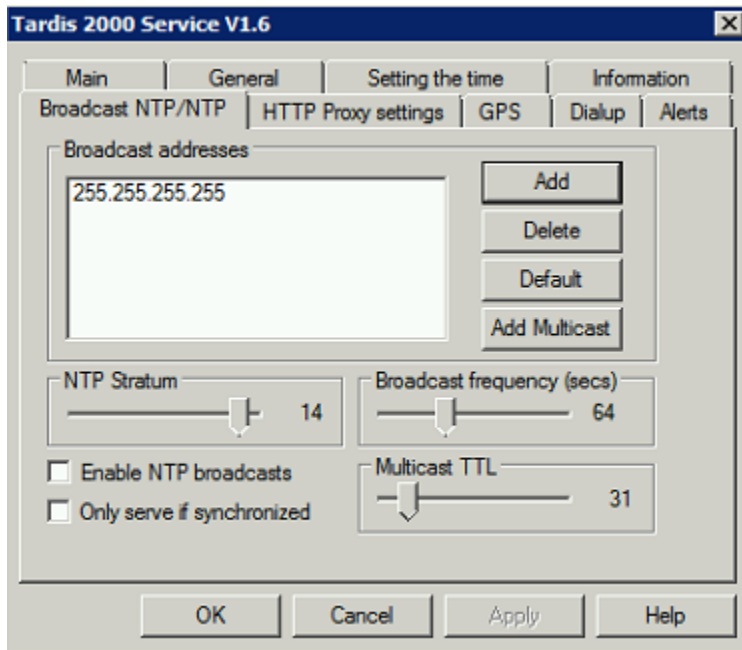 Tardis 2000 Service V1.6
Main General Setting the time Information
Broadcast NTP/NTP HTTP Proxy settings GPS Dialup Alerts
Broadcast addresses
255.255.255.255
Add
Delete
Default
Add Multicast
NTP Stratum
14
Broadcast frequency (secs)
64
Enable NTP broadcasts
Only serve if synchronized
Multicast TTL
31
OK Cancel Apply Help